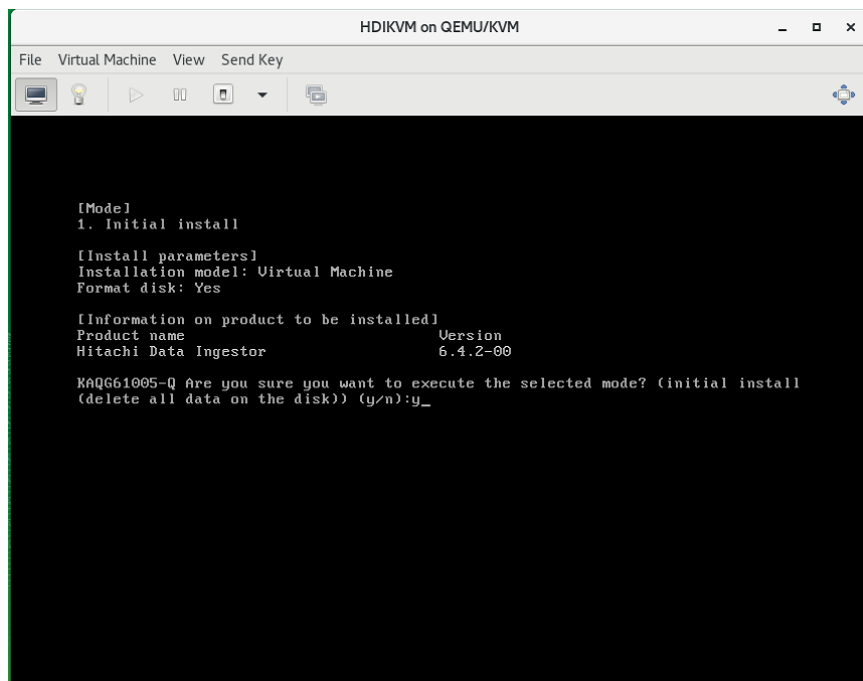 HDIKVM on QEMU/KVM
File Virtual Machine View Send Key
[Mode]
1. Initial install
[Install parameters]
Installation model: Virtual Machine
Format disk: Yes
[Information on product to be installed]
Product name Version
Hitachi Data Ingestor 6.4.2-00
KAQG61005-Q Are you sure you want to execute the selected mode? (initial install
(delete all data on the disk)) (y/n):y_